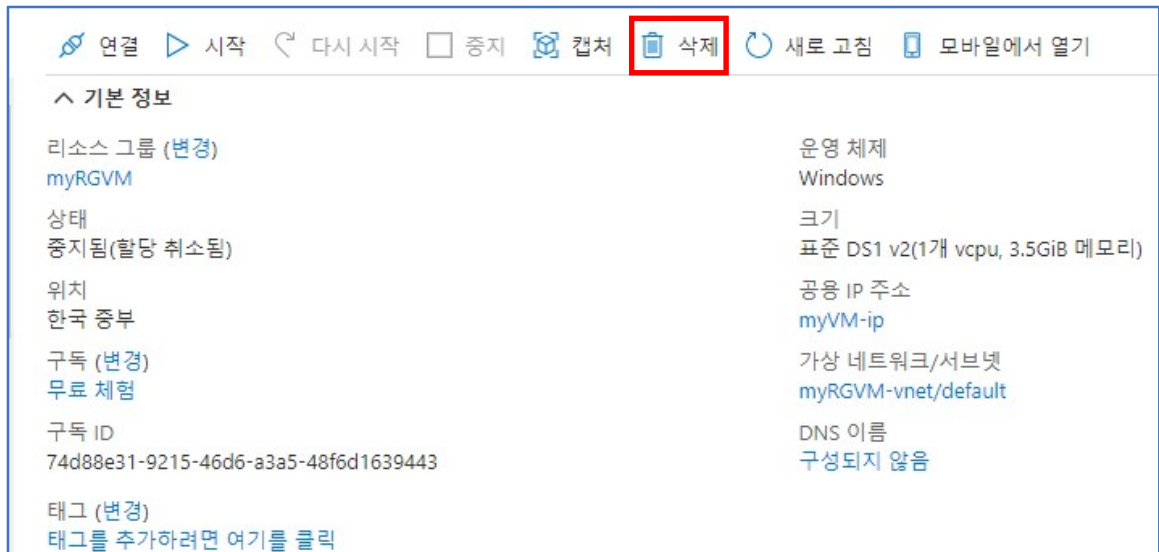 연결 시작 다시 시작 중지 캡처 삭제 새로 고침 모바일에서 열기
기본 정보
리소스 그룹 (변경)
myRGVM
상태
중지됨(할당 취소됨)
위치
한국 중부
구독 (변경)
무료 체험
구독 ID
74d88e31-9215-46d6-a3a5-48f6d1639443
태그 (변경)
태그를 추가하려면 여기를 클릭
운영 체제
Windows
크기
표준 DS1 v2(1개 vcpu, 3.5GiB 메모리)
공용 IP 주소
myVM-ip
가상 네트워크/서브넷
myRGVM-vnet/default
DNS 이름
구성되지 않음